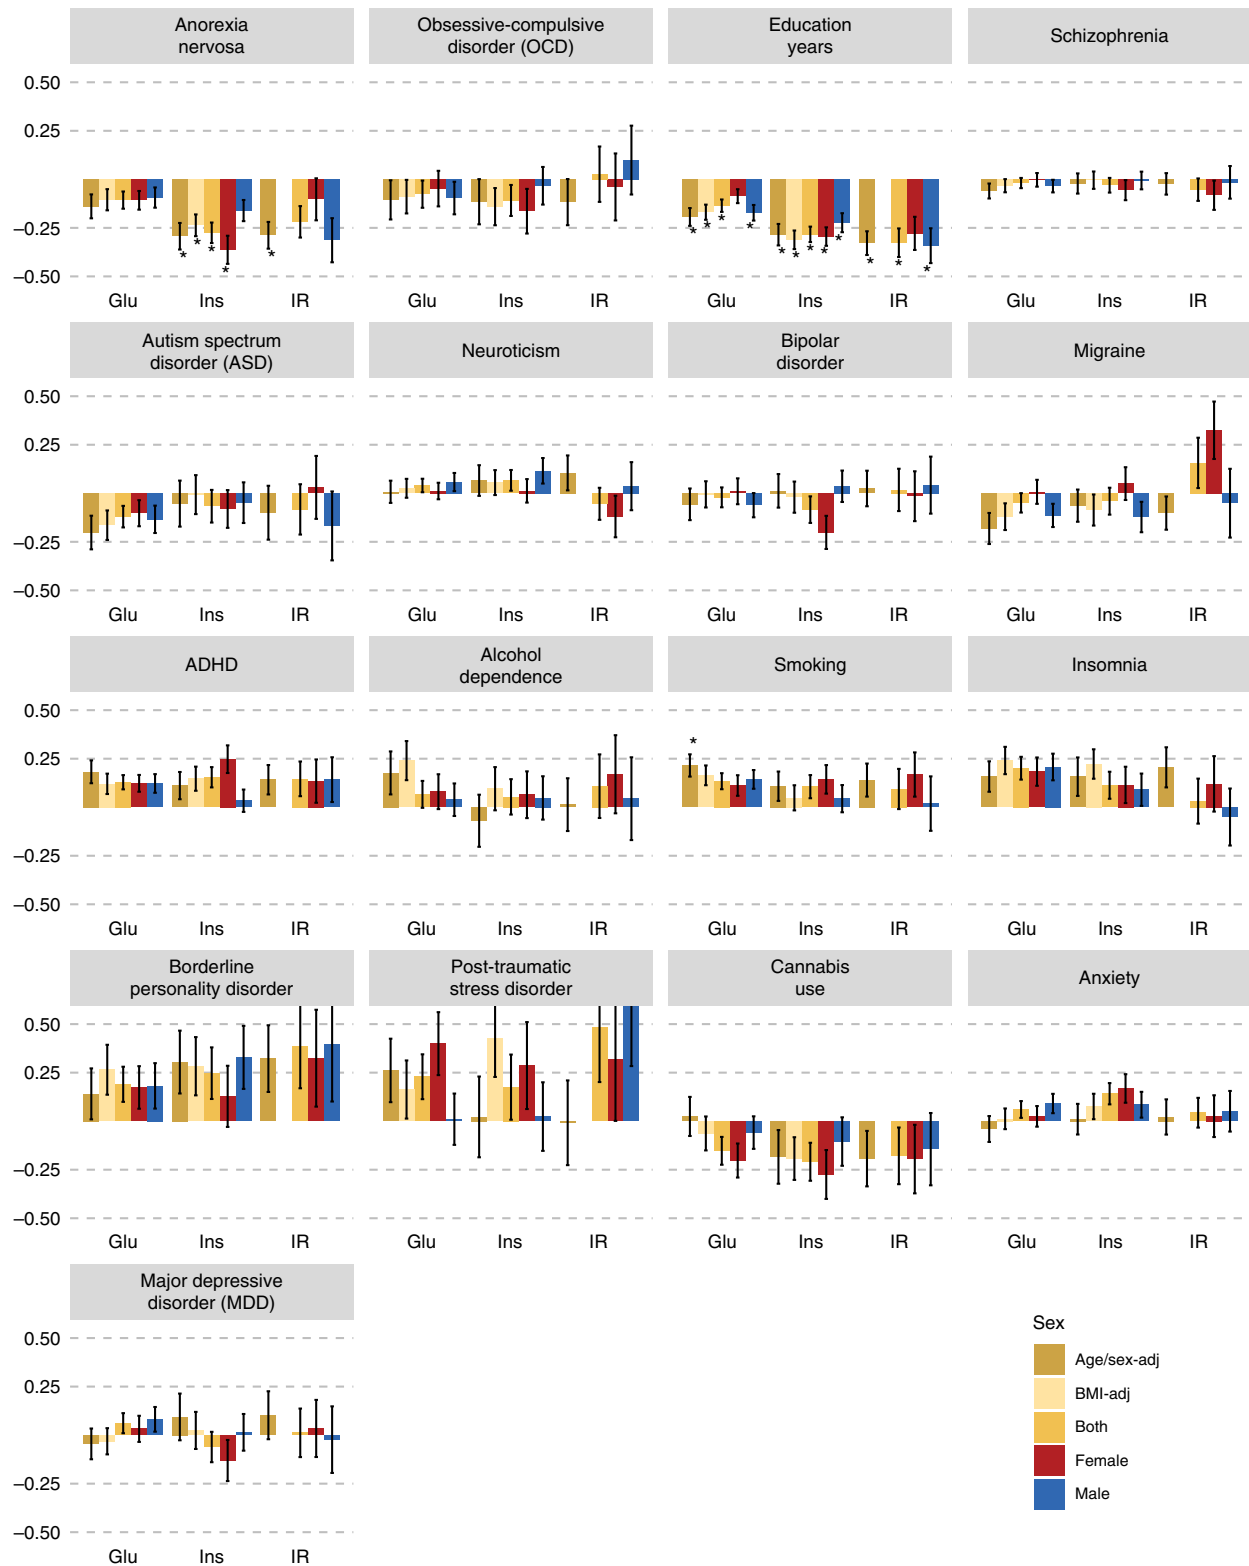 Anorexia
nervosa
Obsessive-compulsive
disorder (OCD)
Education
years
Schizophrenia
0.50
0.25
−0.25
−0.50
* * * * *
* * * * * * * * * * * *
Glu Ins IR
Glu Ins IR
Glu Ins IR
Glu Ins IR
Autism spectrum
disorder (ASD)
Neuroticism
Bipolar
disorder
Migraine
0.50
0.25
−0.25
−0.50
Glu Ins IR
Glu Ins IR
Glu Ins IR
Glu Ins IR
ADHD
Alcohol
dependence
Smoking
Insomnia
0.50
0.25
−0.25
−0.50
*
Glu Ins IR
Glu Ins IR
Glu Ins IR
Glu Ins IR
Borderline
personality disorder
Post-traumatic
stress disorder
Cannabis
use
Anxiety
0.50
0.25
−0.25
−0.50
Glu Ins IR
Glu Ins IR
Glu Ins IR
Glu Ins IR
Major depressive
disorder (MDD)
0.50
0.25
−0.25
−0.50
Glu Ins IR
Sex
Age/sex-adj
BMI-adj
Both
Female
Male